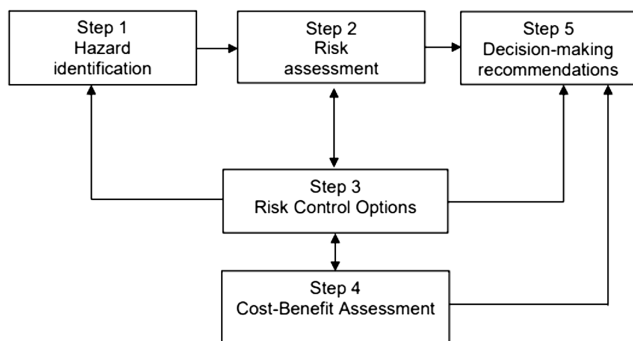 Step 1
Hazard
identification
Step 2
Risk
assessment
Step 5
Decision-making
recommendations
Step 3
Risk Control Options
Step 4
Cost-Benefit Assessment